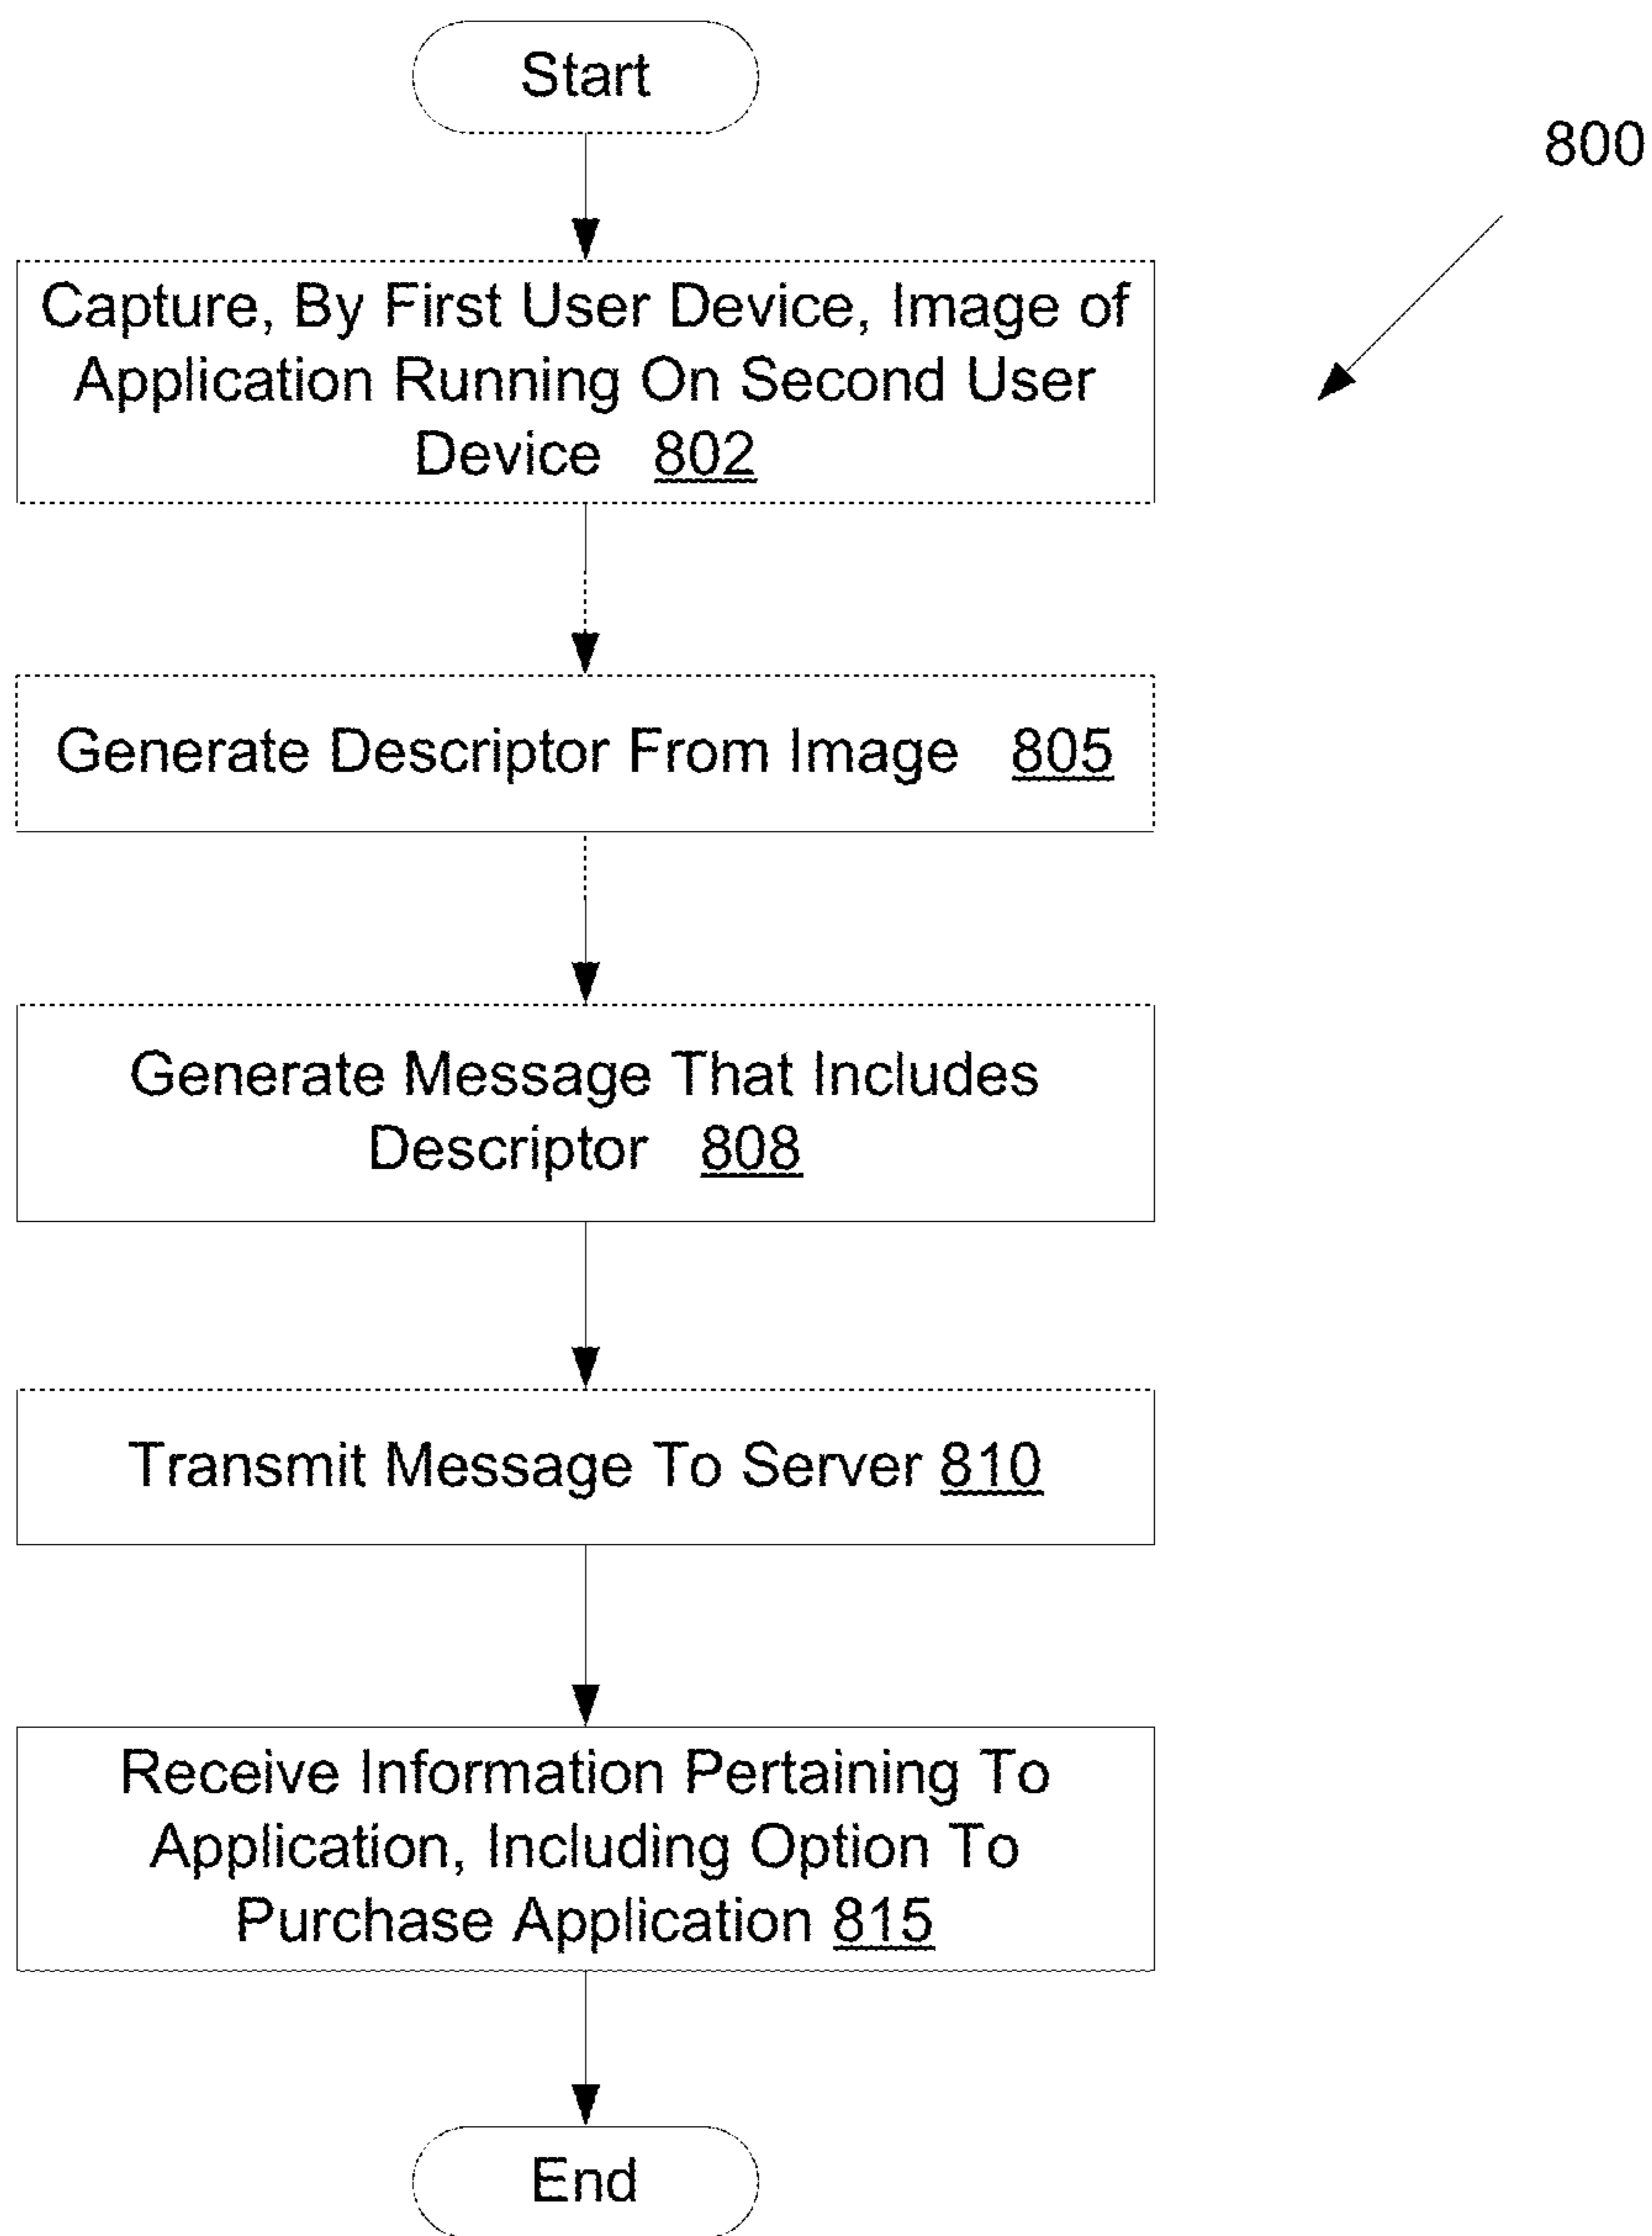 Start
800
Capture, By First User Device, Image of
Application Running On Second User
Device 802
Generate Descriptor From Image 805
Generate Message That Includes
Descriptor 808
Transmit Message To Server 810
Receive Information Pertaining To
Application, Including Option To
Purchase Application 815
End